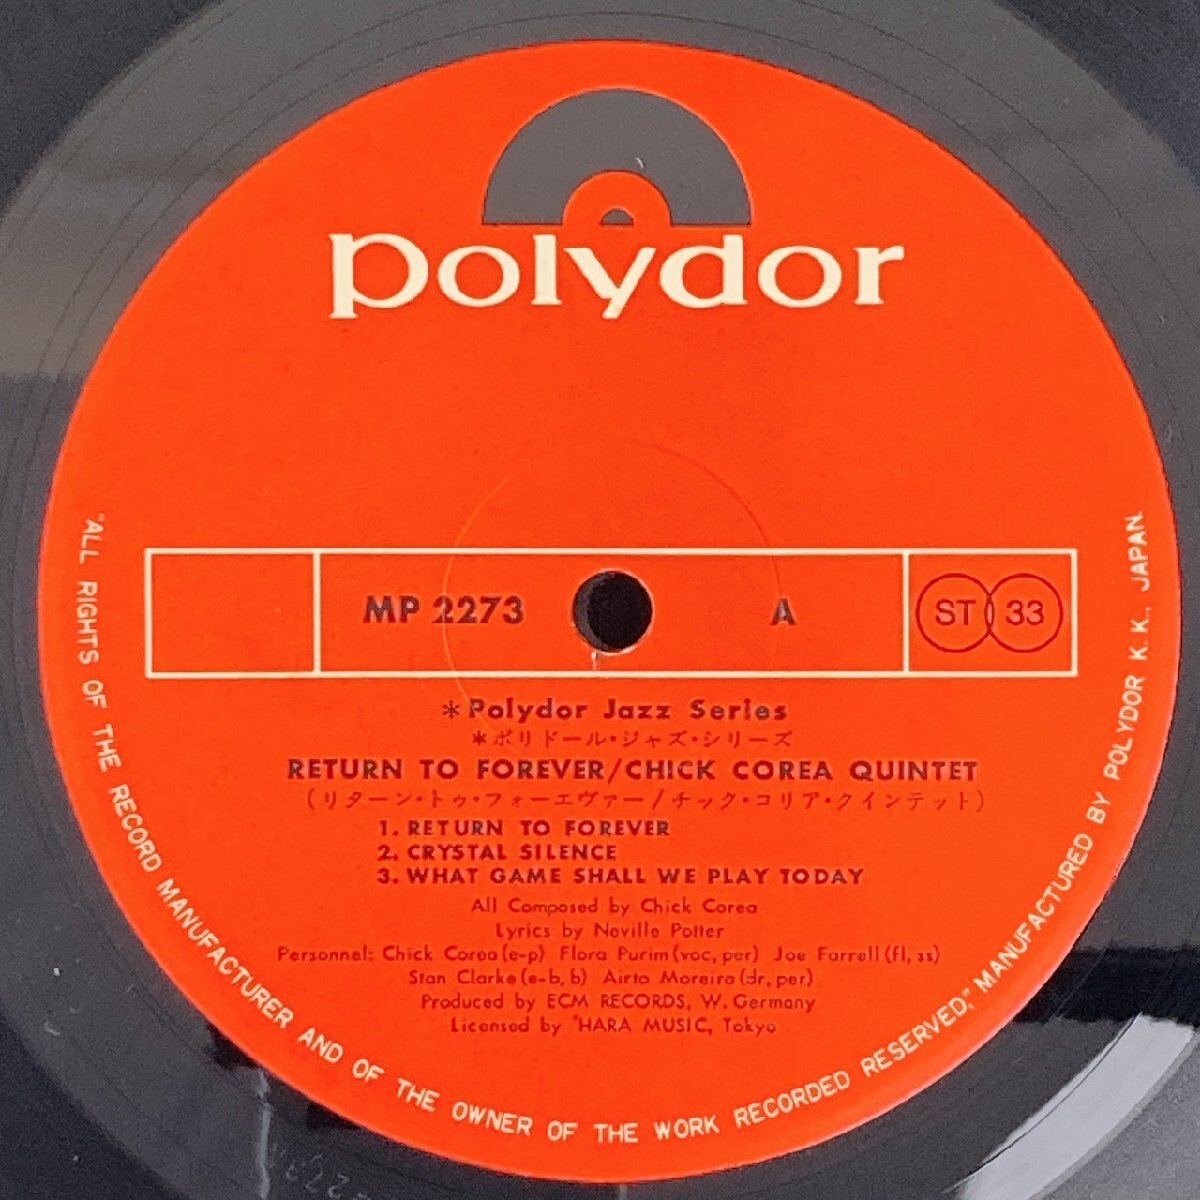 polydor
MP 2273 A ST 33
*Polydor Jazz Series
*ポリドール・ジャズ・シリーズ
RETURN TO FOREVER/CHICK COREA QUINTET
(リターン・トゥ・フォーエヴァー/チック・コリア・クインテット)
1. RETURN TO FOREVER
2. CRYSTAL SILENCE
3. WHAT GAME SHALL WE PLAY TODAY
All Composed by Chick Corea
Lyrics by Neville Potter
Personnel: Chick Corea(e-p) Flora Purim(voc, per) Joe Farrell(fl, ss)
Stan Clarke(e-b, b) Airto Moreira(dr, per)
Produced by ECM RECORDS, W. Germany
Licensed by 'HARA MUSIC, Tokyo
"ALL RIGHTS OF THE RECORD MANUFACTURER AND OF THE OWNER OF THE WORK RECORDED RESERVED," MANUFACTURED BY POLYDOR K.K., JAPAN.